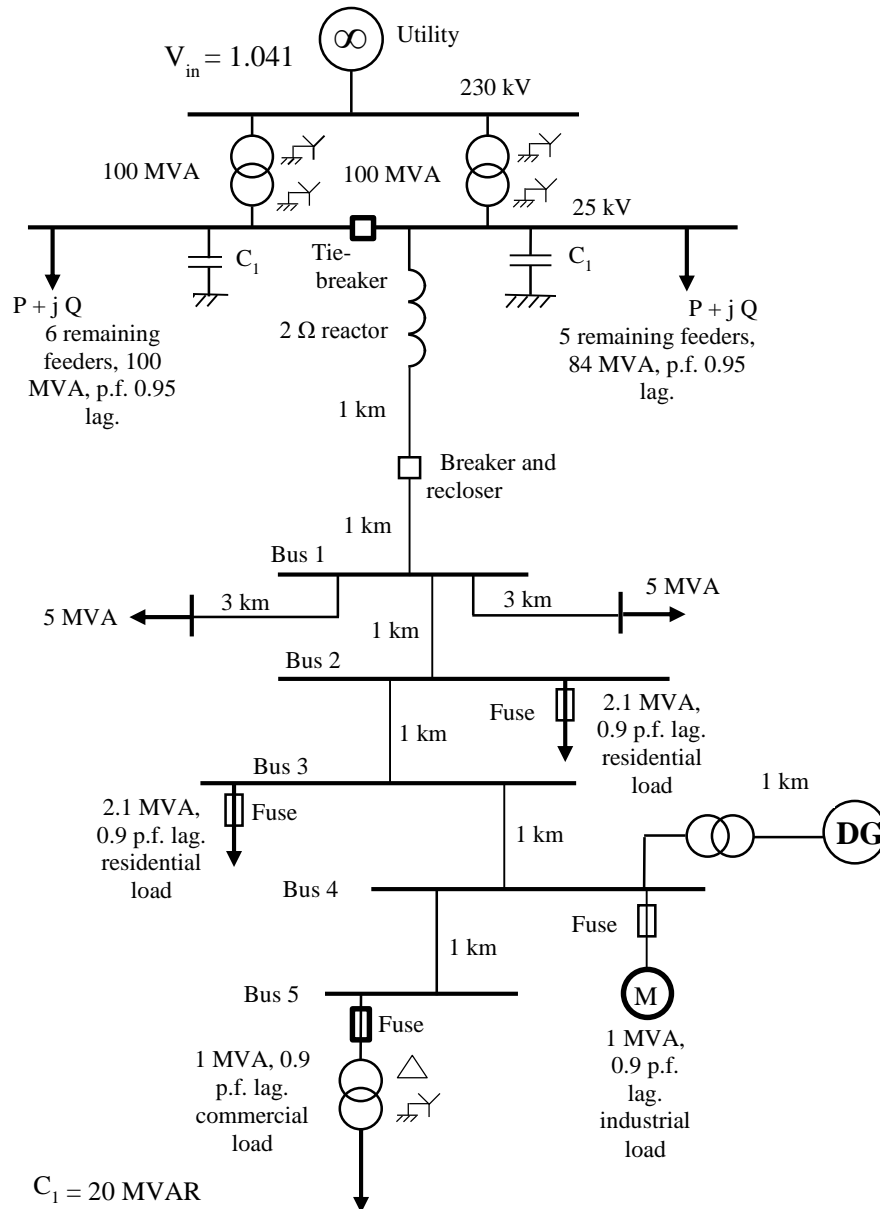 Utility
V_in = 1.041
∞
230 kV
100 MVA
100 MVA
25 kV
C_1
Tie-
breaker
C_1
P + j Q
6 remaining
feeders, 100
MVA, p.f. 0.95
lag.
2 Ω reactor
P + j Q
5 remaining feeders,
84 MVA, p.f. 0.95
lag.
1 km
Breaker and
recloser
1 km
Bus 1
5 MVA
3 km
3 km
5 MVA
1 km
Bus 2
Fuse
2.1 MVA,
0.9 p.f. lag.
residential
load
1 km
Bus 3
2.1 MVA,
0.9 p.f. lag.
residential
load
Fuse
1 km
1 km
DG
Bus 4
Fuse
1 km
M
1 MVA,
0.9 p.f.
lag.
industrial
load
Bus 5
Fuse
1 MVA, 0.9
p.f. lag.
commercial
load
C_1 = 20 MVAR